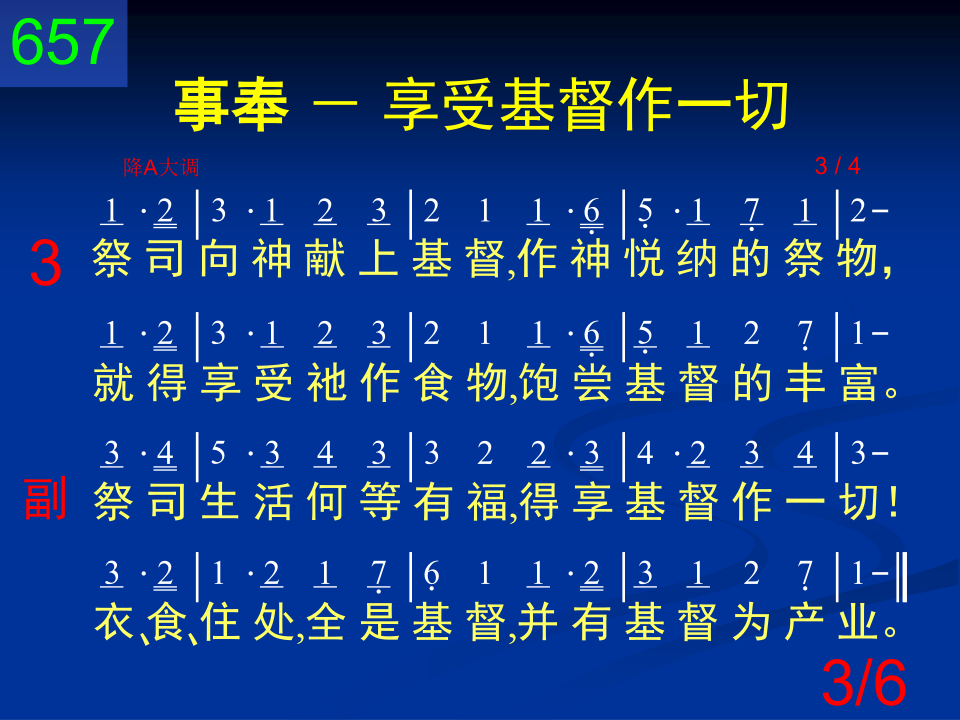 657
事奉 － 享受基督作一切
降A大调 3 / 4
1 · 2 | 3 · 1 2 3 | 2 1 1 · 6 | 5 · 1 7 1 | 2 -
3 祭司向神献上基督,作神悦纳的祭物,
1 · 2 | 3 · 1 2 3 | 2 1 1 · 6 | 5 1 2 7 | 1 -
就得享受祂作食物,饱尝基督的丰富。
3 · 4 | 5 · 3 4 3 | 3 2 2 · 3 | 4 · 2 3 4 | 3 -
副 祭司生活何等有福,得享基督作一切！
3 · 2 | 1 · 2 1 7 | 6 1 1 · 2 | 3 1 2 7 | 1 - ‖
衣、食、住处,全是基督,并有基督为产业。
3/6